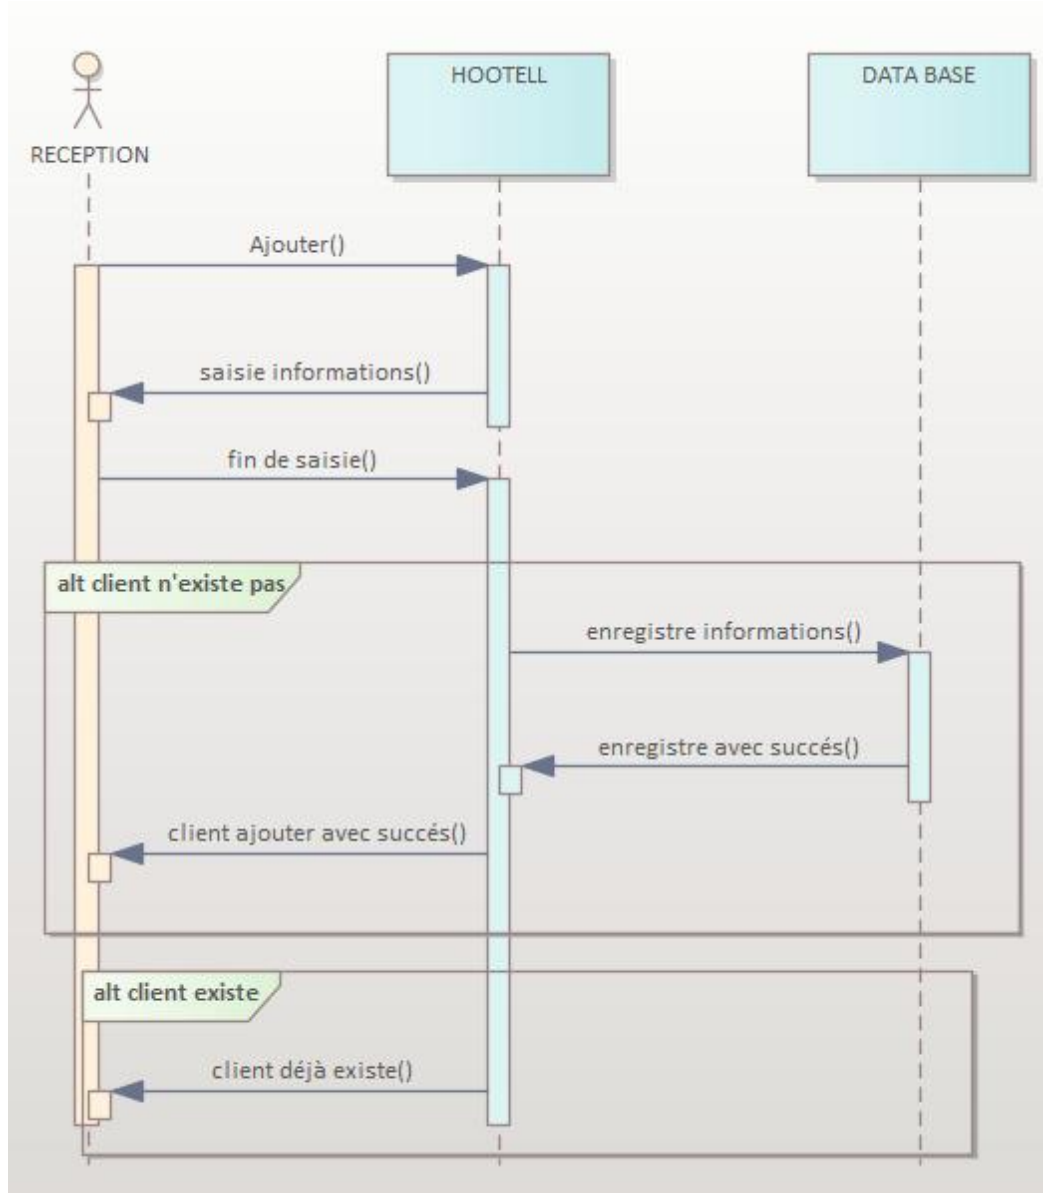 HOOTELL
DATA BASE
RECEPTION
Ajouter()
saisie informations()
fin de saisie()
alt client n'existe pas
enregistre informations()
enregistre avec succés()
client ajouter avec succés()
alt client existe
client déjà existe()